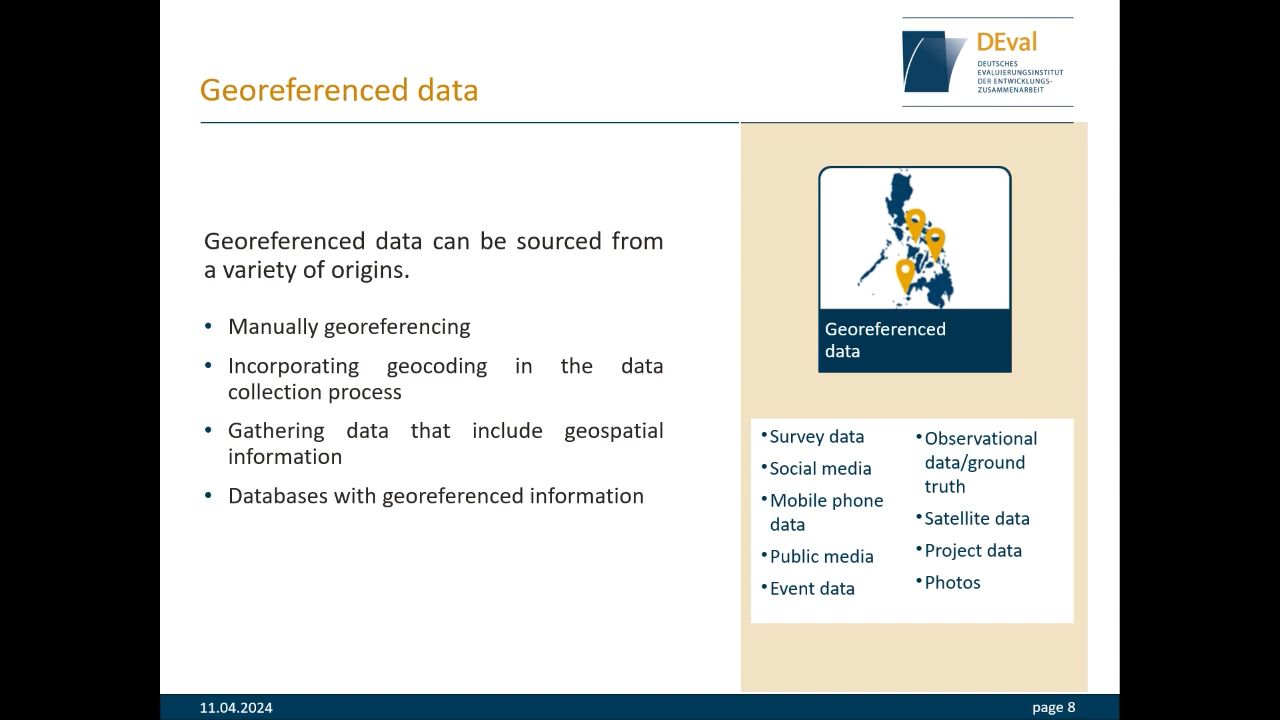 DEval
DEUTSCHES
EVALUIERUNGSINSTITUT
DER ENTWICKLUNGS-
ZUSAMMENARBEIT
Georeferenced data
Georeferenced data can be sourced from
a variety of origins.
• Manually georeferencing
• Incorporating geocoding in the data
collection process
• Gathering data that include geospatial
information
• Databases with georeferenced information
Georeferenced
data
• Survey data
• Social media
• Mobile phone
data
• Public media
• Event data
• Observational
data/ground
truth
• Satellite data
• Project data
• Photos
11.04.2024
page 8